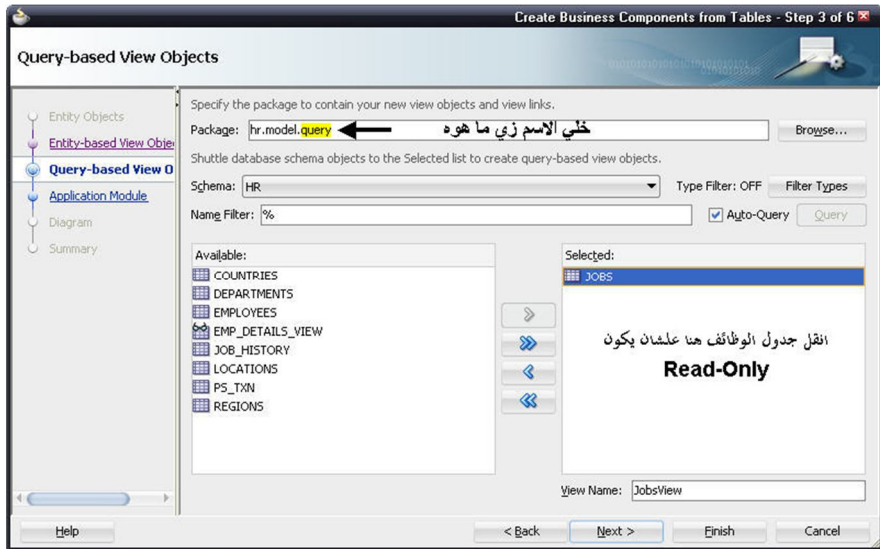 Create Business Components from Tables - Step 3 of 6
Query-based View Objects
Entity Objects
Entity-based View Obje
Query-based View O
Application Module
Diagram
Summary
Specify the package to contain your new view objects and view links.
Package: hr.model.query خلي الاسم زي ما هوه Browse...
Shuttle database schema objects to the Selected list to create query-based view objects.
Schema: HR Type Filter: OFF Filter Types
Name Filter: % Auto-Query Query
Available:
COUNTRIES
DEPARTMENTS
EMPLOYEES
EMP_DETAILS_VIEW
JOB_HISTORY
LOCATIONS
PS_TXN
REGIONS
Selected:
JOBS
انقل جدول الوظائف هنا علشان يكون
Read-Only
View Name: JobsView
Help < Back Next > Finish Cancel